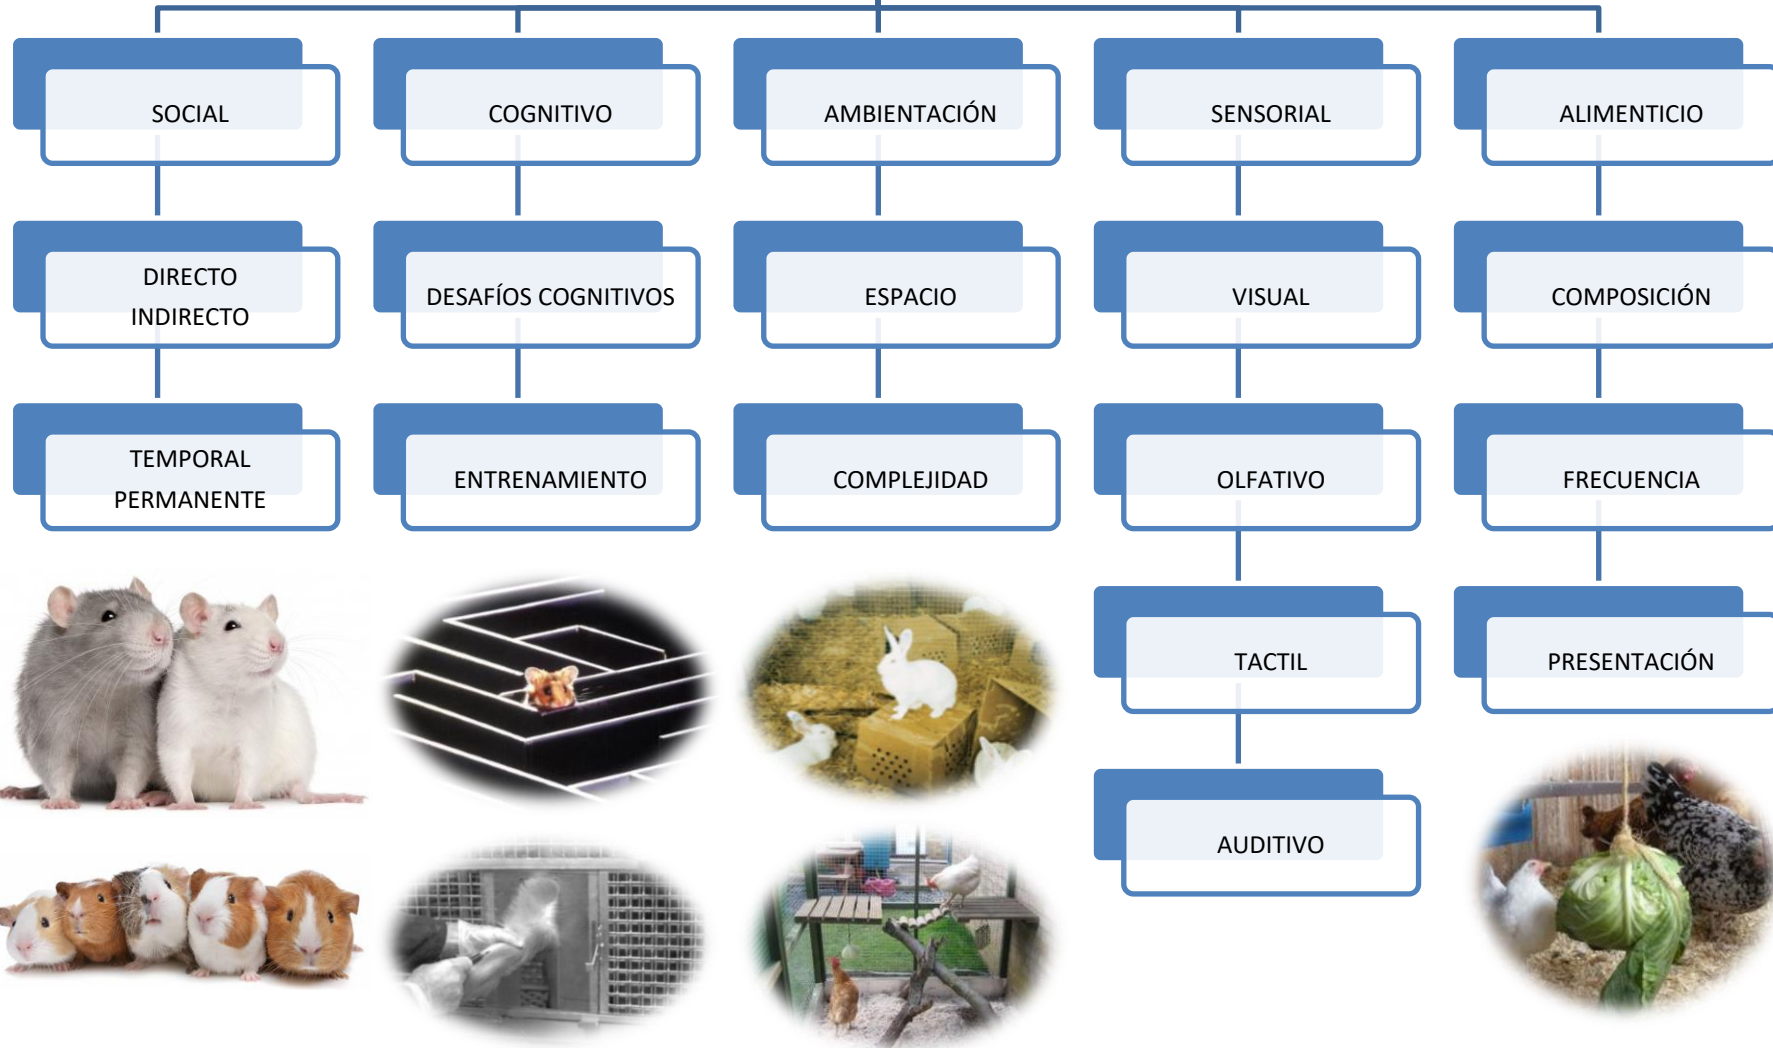 SOCIAL
COGNITIVO
AMBIENTACIÓN
SENSORIAL
ALIMENTICIO
DIRECTO
INDIRECTO
DESAFÍOS COGNITIVOS
ESPACIO
VISUAL
COMPOSICIÓN
TEMPORAL
PERMANENTE
ENTRENAMIENTO
COMPLEJIDAD
OLFATIVO
FRECUENCIA
TACTIL
PRESENTACIÓN
AUDITIVO